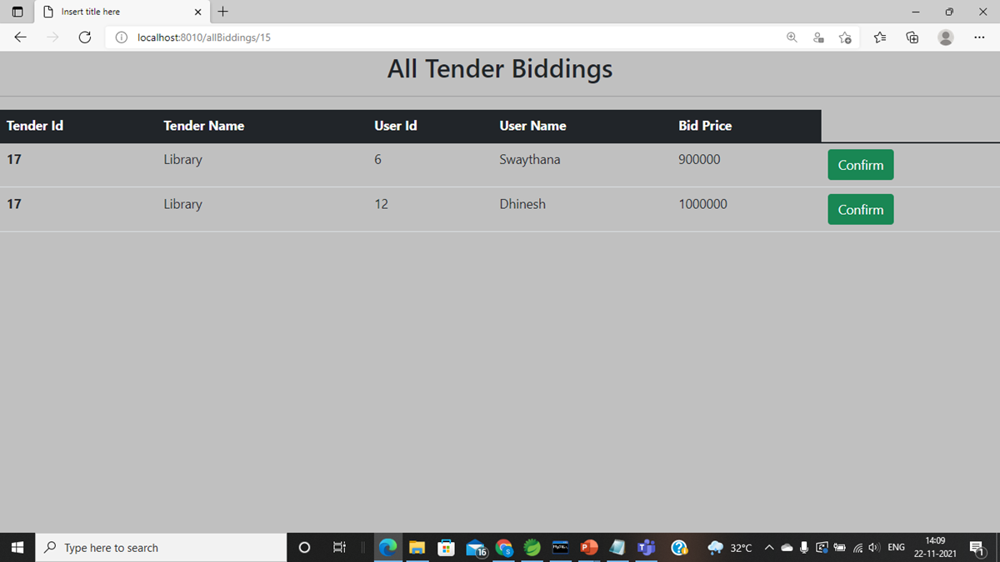 Insert title here
localhost:8010/allBiddings/15
All Tender Biddings
Tender Id Tender Name User Id User Name Bid Price
17 Library 6 Swaythana 900000 Confirm
17 Library 12 Dhinesh 1000000 Confirm
Type here to search 16 32°C ENG 14:09
22-11-2021 1